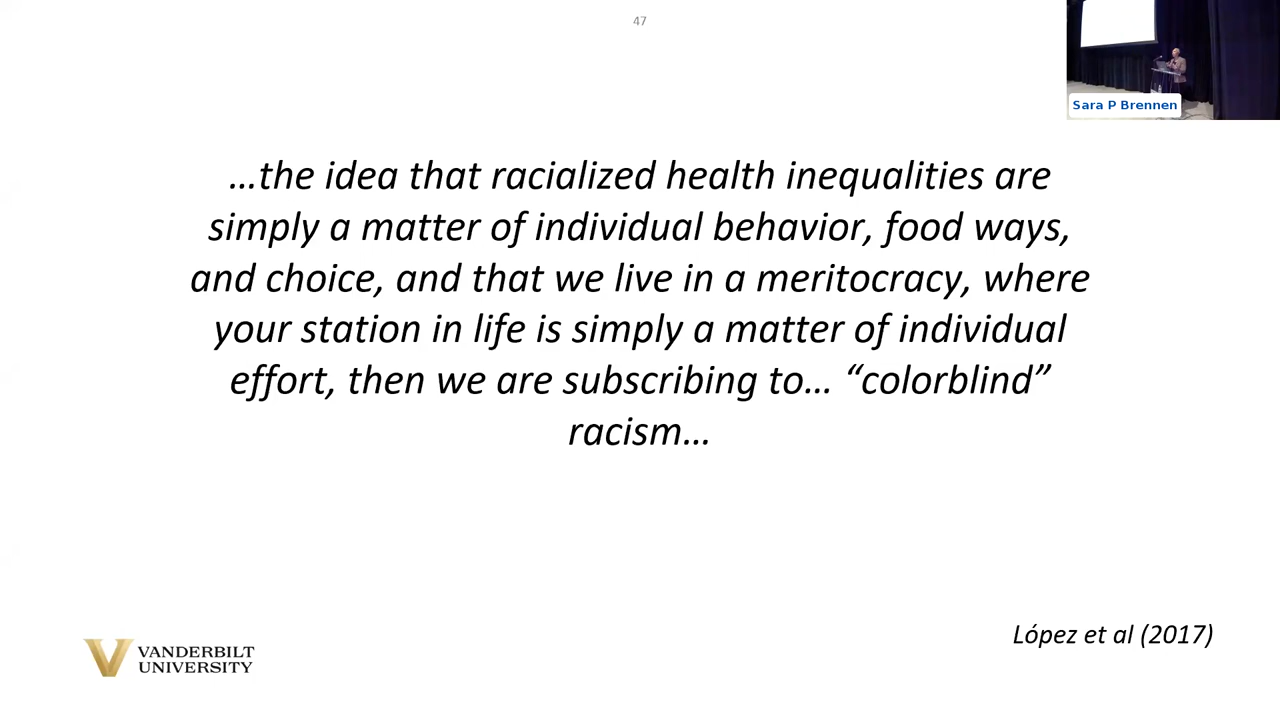 47
Sara P Brennen
…the idea that racialized health inequalities are
simply a matter of individual behavior, food ways,
and choice, and that we live in a meritocracy, where
your station in life is simply a matter of individual
effort, then we are subscribing to… “colorblind”
racism…
López et al (2017)
VANDERBILT
UNIVERSITY